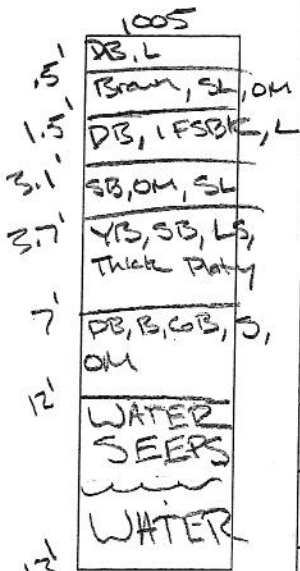 1005
DB, L
.5'
Brown, SL, OM
1.5'
DB, 1FSBK, L
3.1'
SB, OM, SL
3.7'
YB, SB, LS,
Thick Platy
7'
DB, B, GB, S,
OM
12'
WATER
SEEPS
WATER